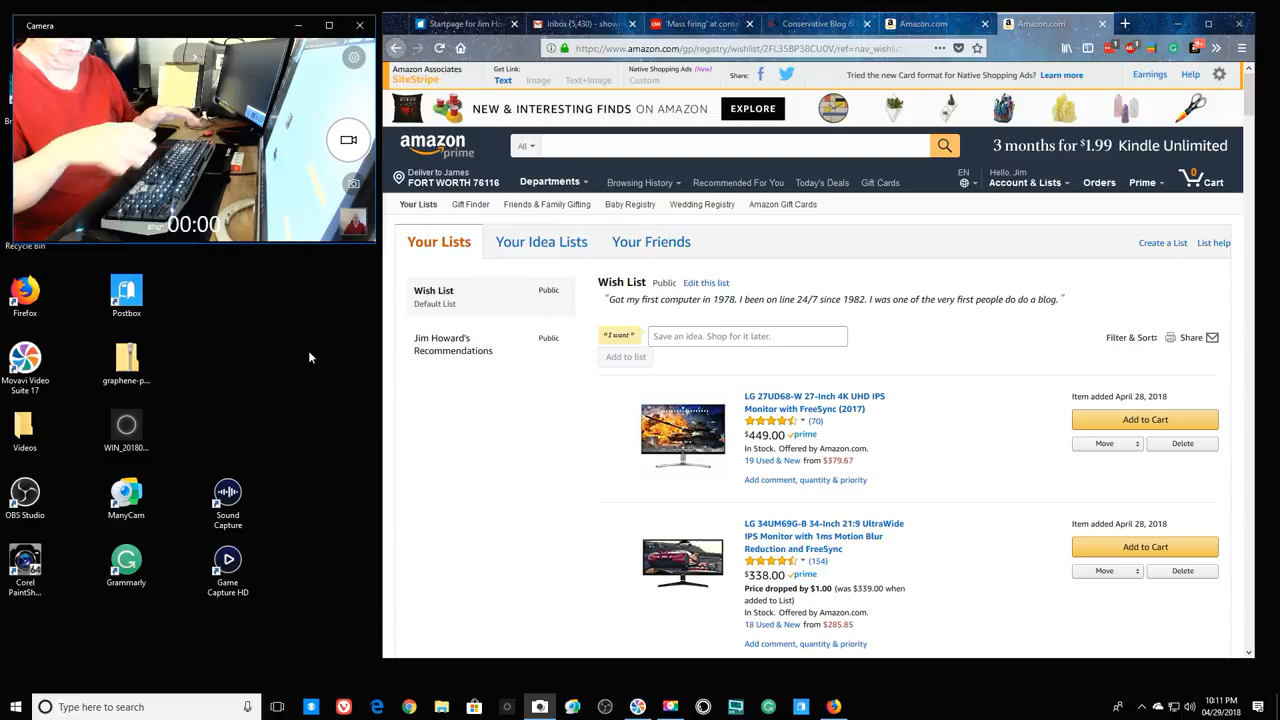 Camera
00:00
Recycle Bin
Firefox
Postbox
Movavi Video
Suite 17
graphene-p...
Videos
WIN_20180...
OBS Studio
ManyCam
Sound
Capture
Corel
PaintSh...
Grammarly
Game
Capture HD
Startpage for Jim Ho
Inbox (5,430) - show
'Mass firing' at conse
Conservative Blog &
Amazon.com
Amazon.com
https://www.amazon.com/gp/registry/wishlist/2FL35BP38CU0V/ref=nav_wishlis
Amazon Associates
SiteStripe
Get Link:
Text
Image
Text+Image
Native Shopping Ads (New)
Custom
Share:
Tried the new Card format for Native Shopping Ads? Learn more
Earnings
Help
NEW & INTERESTING FINDS ON AMAZON
EXPLORE
amazon
prime
All
3 months for $1.99 Kindle Unlimited
Deliver to James
FORT WORTH 76116
Departments
Browsing History
Recommended For You
Today's Deals
Gift Cards
EN
Hello, Jim
Account & Lists
Orders
Prime
0
Cart
Your Lists
Gift Finder
Friends & Family Gifting
Baby Registry
Wedding Registry
Amazon Gift Cards
Your Lists
Your Idea Lists
Your Friends
Create a List
List help
Wish List
Public
Default List
Jim Howard's
Recommendations
Public
Wish List Public Edit this list
"Got my first computer in 1978. I been on line 24/7 since 1982. I was one of the very first people do do a blog. "
"I want"
Save an idea. Shop for it later.
Add to list
Filter & Sort:
Share
LG 27UD68-W 27-Inch 4K UHD IPS
Monitor with FreeSync (2017)
(70)
$449.00 prime
In Stock. Offered by Amazon.com.
19 Used & New from $379.67
Add comment, quantity & priority
Item added April 28, 2018
Add to Cart
Move
Delete
LG 34UM69G-B 34-Inch 21:9 UltraWide
IPS Monitor with 1ms Motion Blur
Reduction and FreeSync
(154)
$338.00 prime
Price dropped by $1.00 (was $339.00 when
added to List)
In Stock. Offered by Amazon.com.
18 Used & New from $285.85
Add comment, quantity & priority
Item added April 28, 2018
Add to Cart
Move
Delete
Type here to search
10:11 PM
04/29/2018